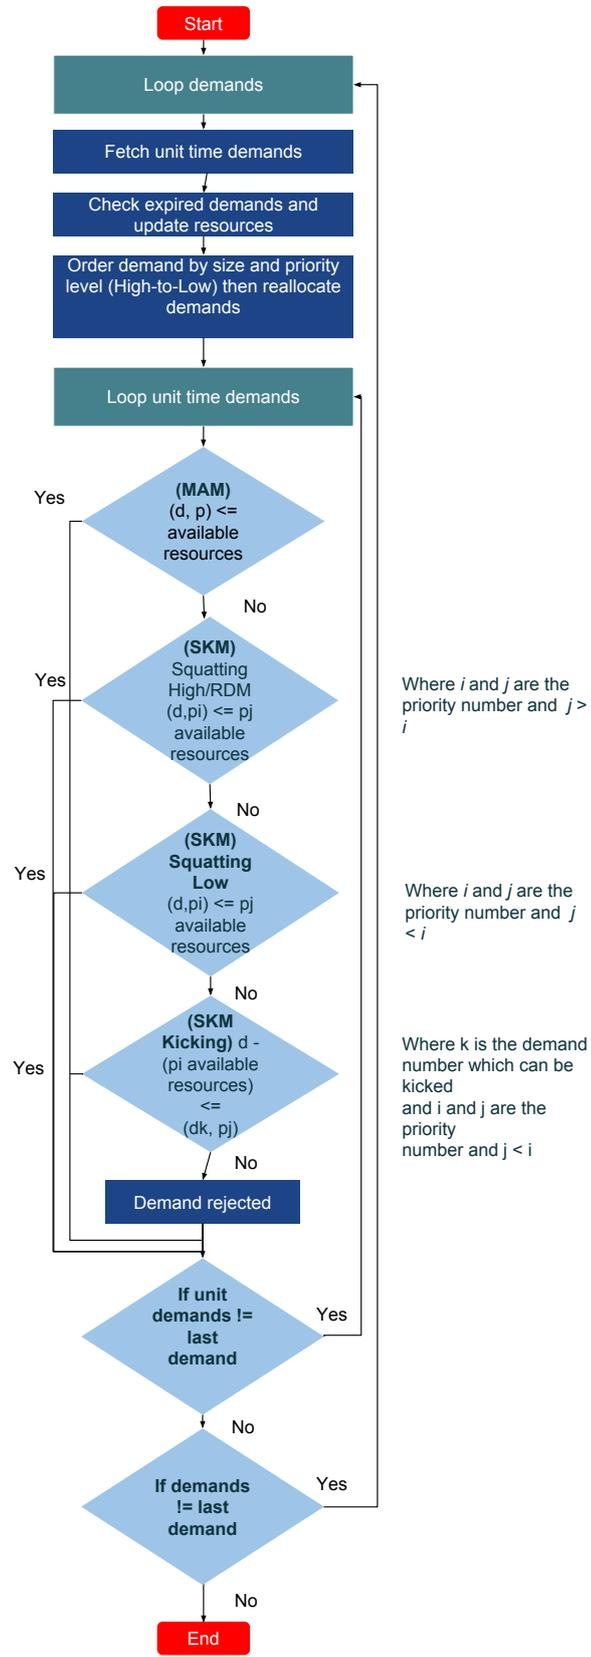 Start
Loop demands
Fetch unit time demands
Check expired demands and
update resources
Order demand by size and priority
level (High-to-Low) then reallocate
demands
Loop unit time demands
Yes
(MAM)
(d, p) <=
available
resources
No
Yes
(SKM)
Squatting
High/RDM
(d,pi) <= pj
available
resources
Where i and j are the
priority number and j >
i
No
Yes
(SKM)
Squatting
Low
(d,pi) <= pj
available
resources
Where i and j are the
priority number and j
< i
No
Yes
(SKM
Kicking) d -
(pi available
resources)
<=
(dk, pj)
Where k is the demand
number which can be
kicked
and i and j are the
priority
number and j < i
No
Demand rejected
If unit
demands !=
last
demand
Yes
No
If demands
!= last
demand
Yes
No
End